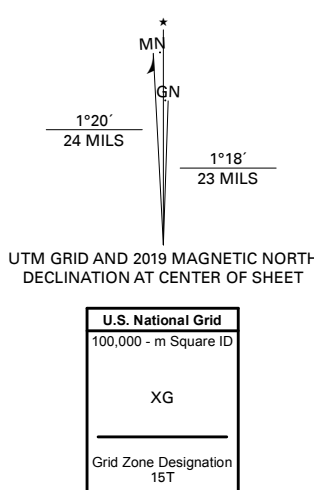 ★
MN
GN
1°20´
24 MILS
1°18´
23 MILS
UTM GRID AND 2019 MAGNETIC NORTH
DECLINATION AT CENTER OF SHEET
U.S. National Grid
100,000 - m Square ID
XG
Grid Zone Designation
15T